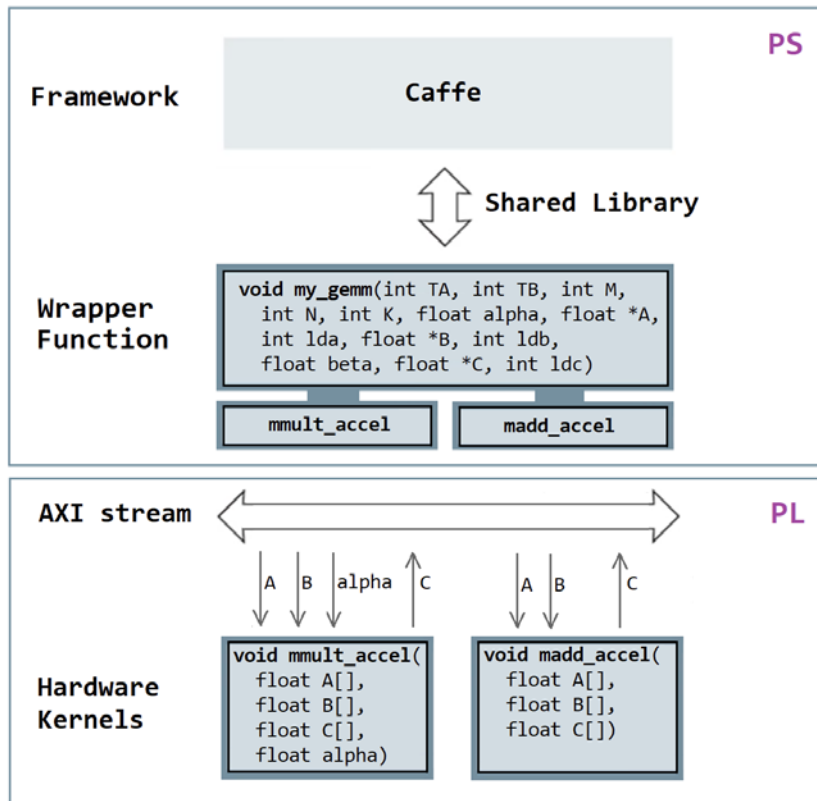 PS
Framework
Caffe
Shared Library
Wrapper
Function
void my_gemm(int TA, int TB, int M,
int N, int K, float alpha, float *A,
int lda, float *B, int ldb,
float beta, float *C, int ldc)
mmult_accel
madd_accel
AXI stream
PL
A
B
alpha
C
A
B
C
Hardware
Kernels
void mmult_accel(
float A[],
float B[],
float C[],
float alpha)
void madd_accel(
float A[],
float B[],
float C[])